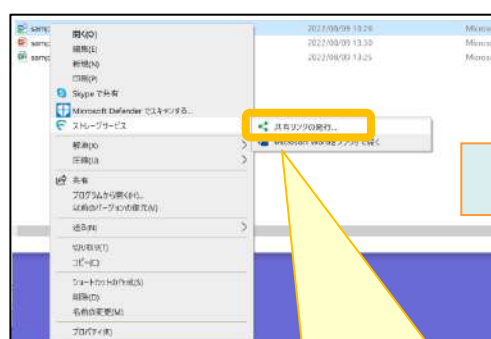 samp
2022/08/09 13:28
samp
2022/08/09 13:30
samp
2022/08/09 13:25
開く(O)
編集(E)
新規(N)
印刷(P)
Skype で共有
Microsoft Defender でスキャンする...
ストレージサービス
共有リンクの発行...
解凍(X)
圧縮(U)
共有
プログラムから開く(H)...
以前のバージョンの復元(V)
送る(N)
切り取り(T)
コピー(C)
ショートカットの作成(S)
削除(D)
名前の変更(M)
プロパティ(R)